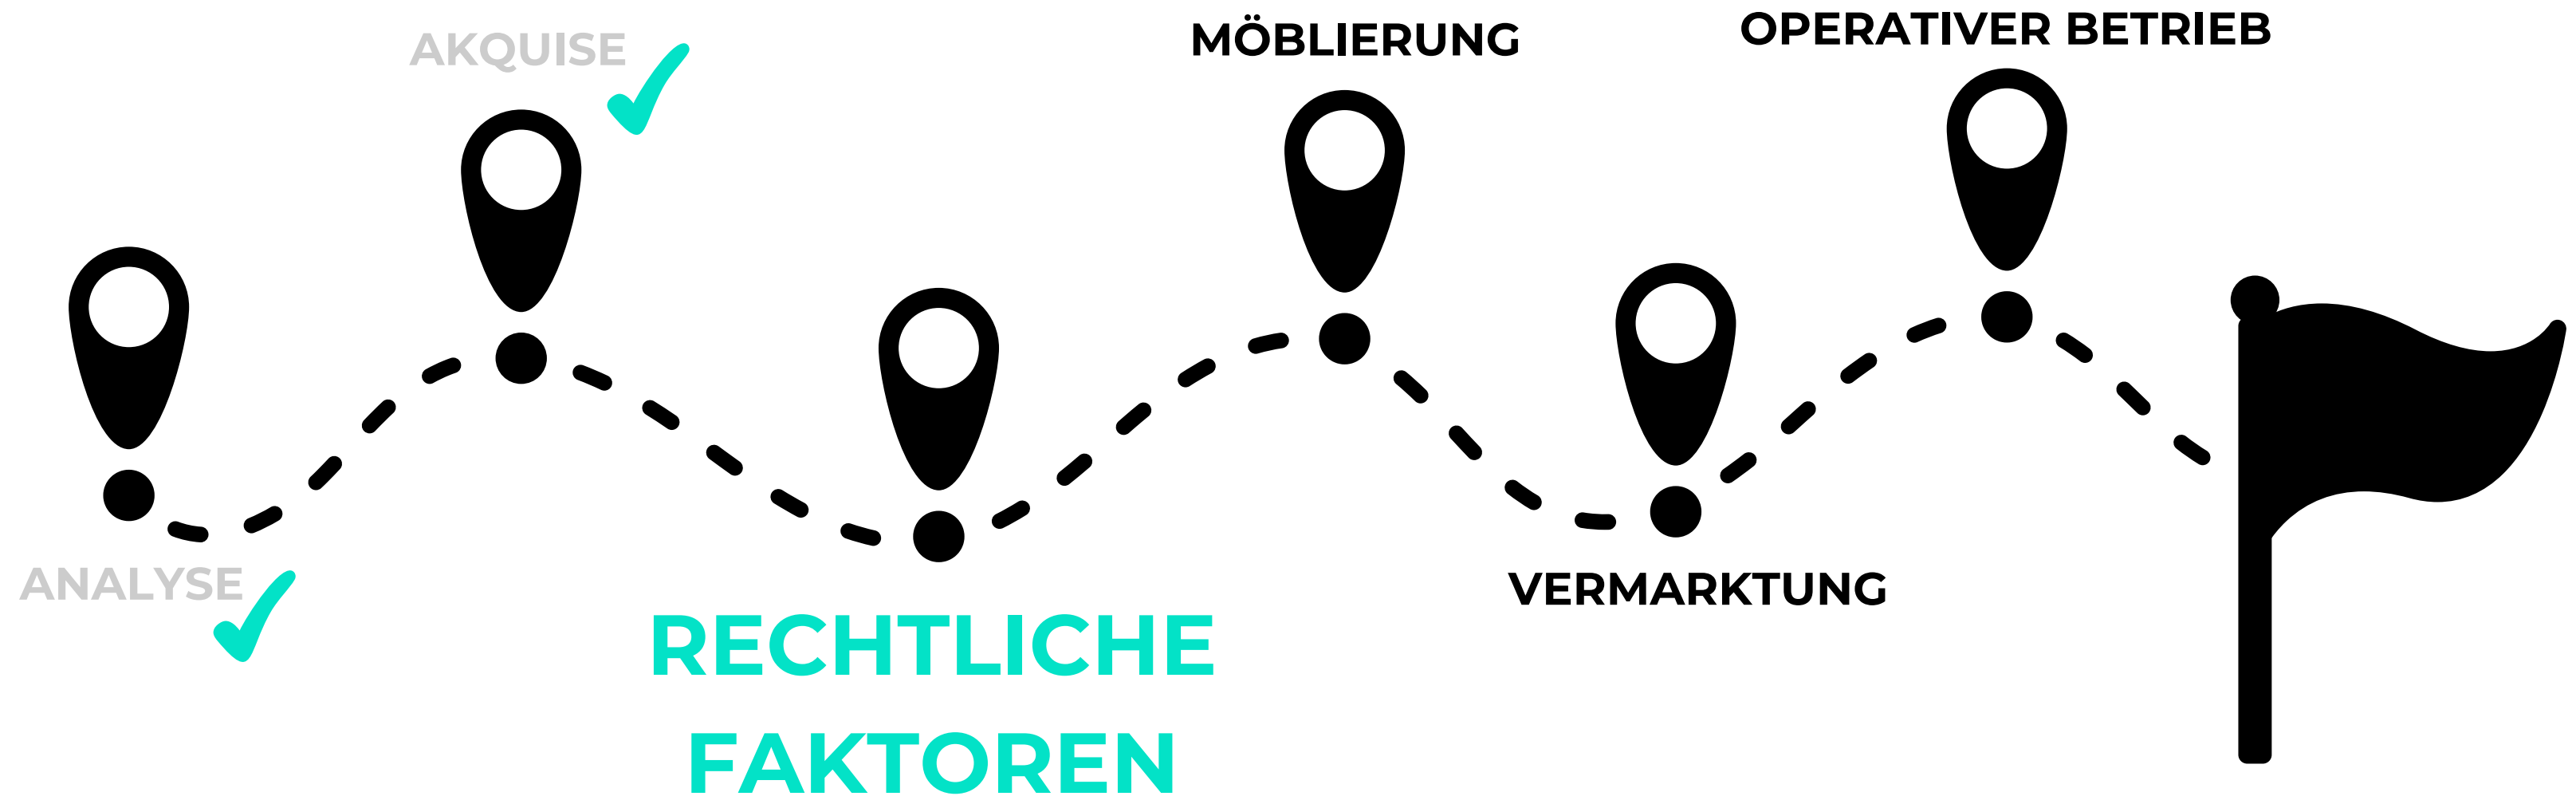 ANALYSE
AKQUISE
RECHTLICHE
FAKTOREN
MÖBLIERUNG
VERMARKTUNG
OPERATIVER BETRIEB